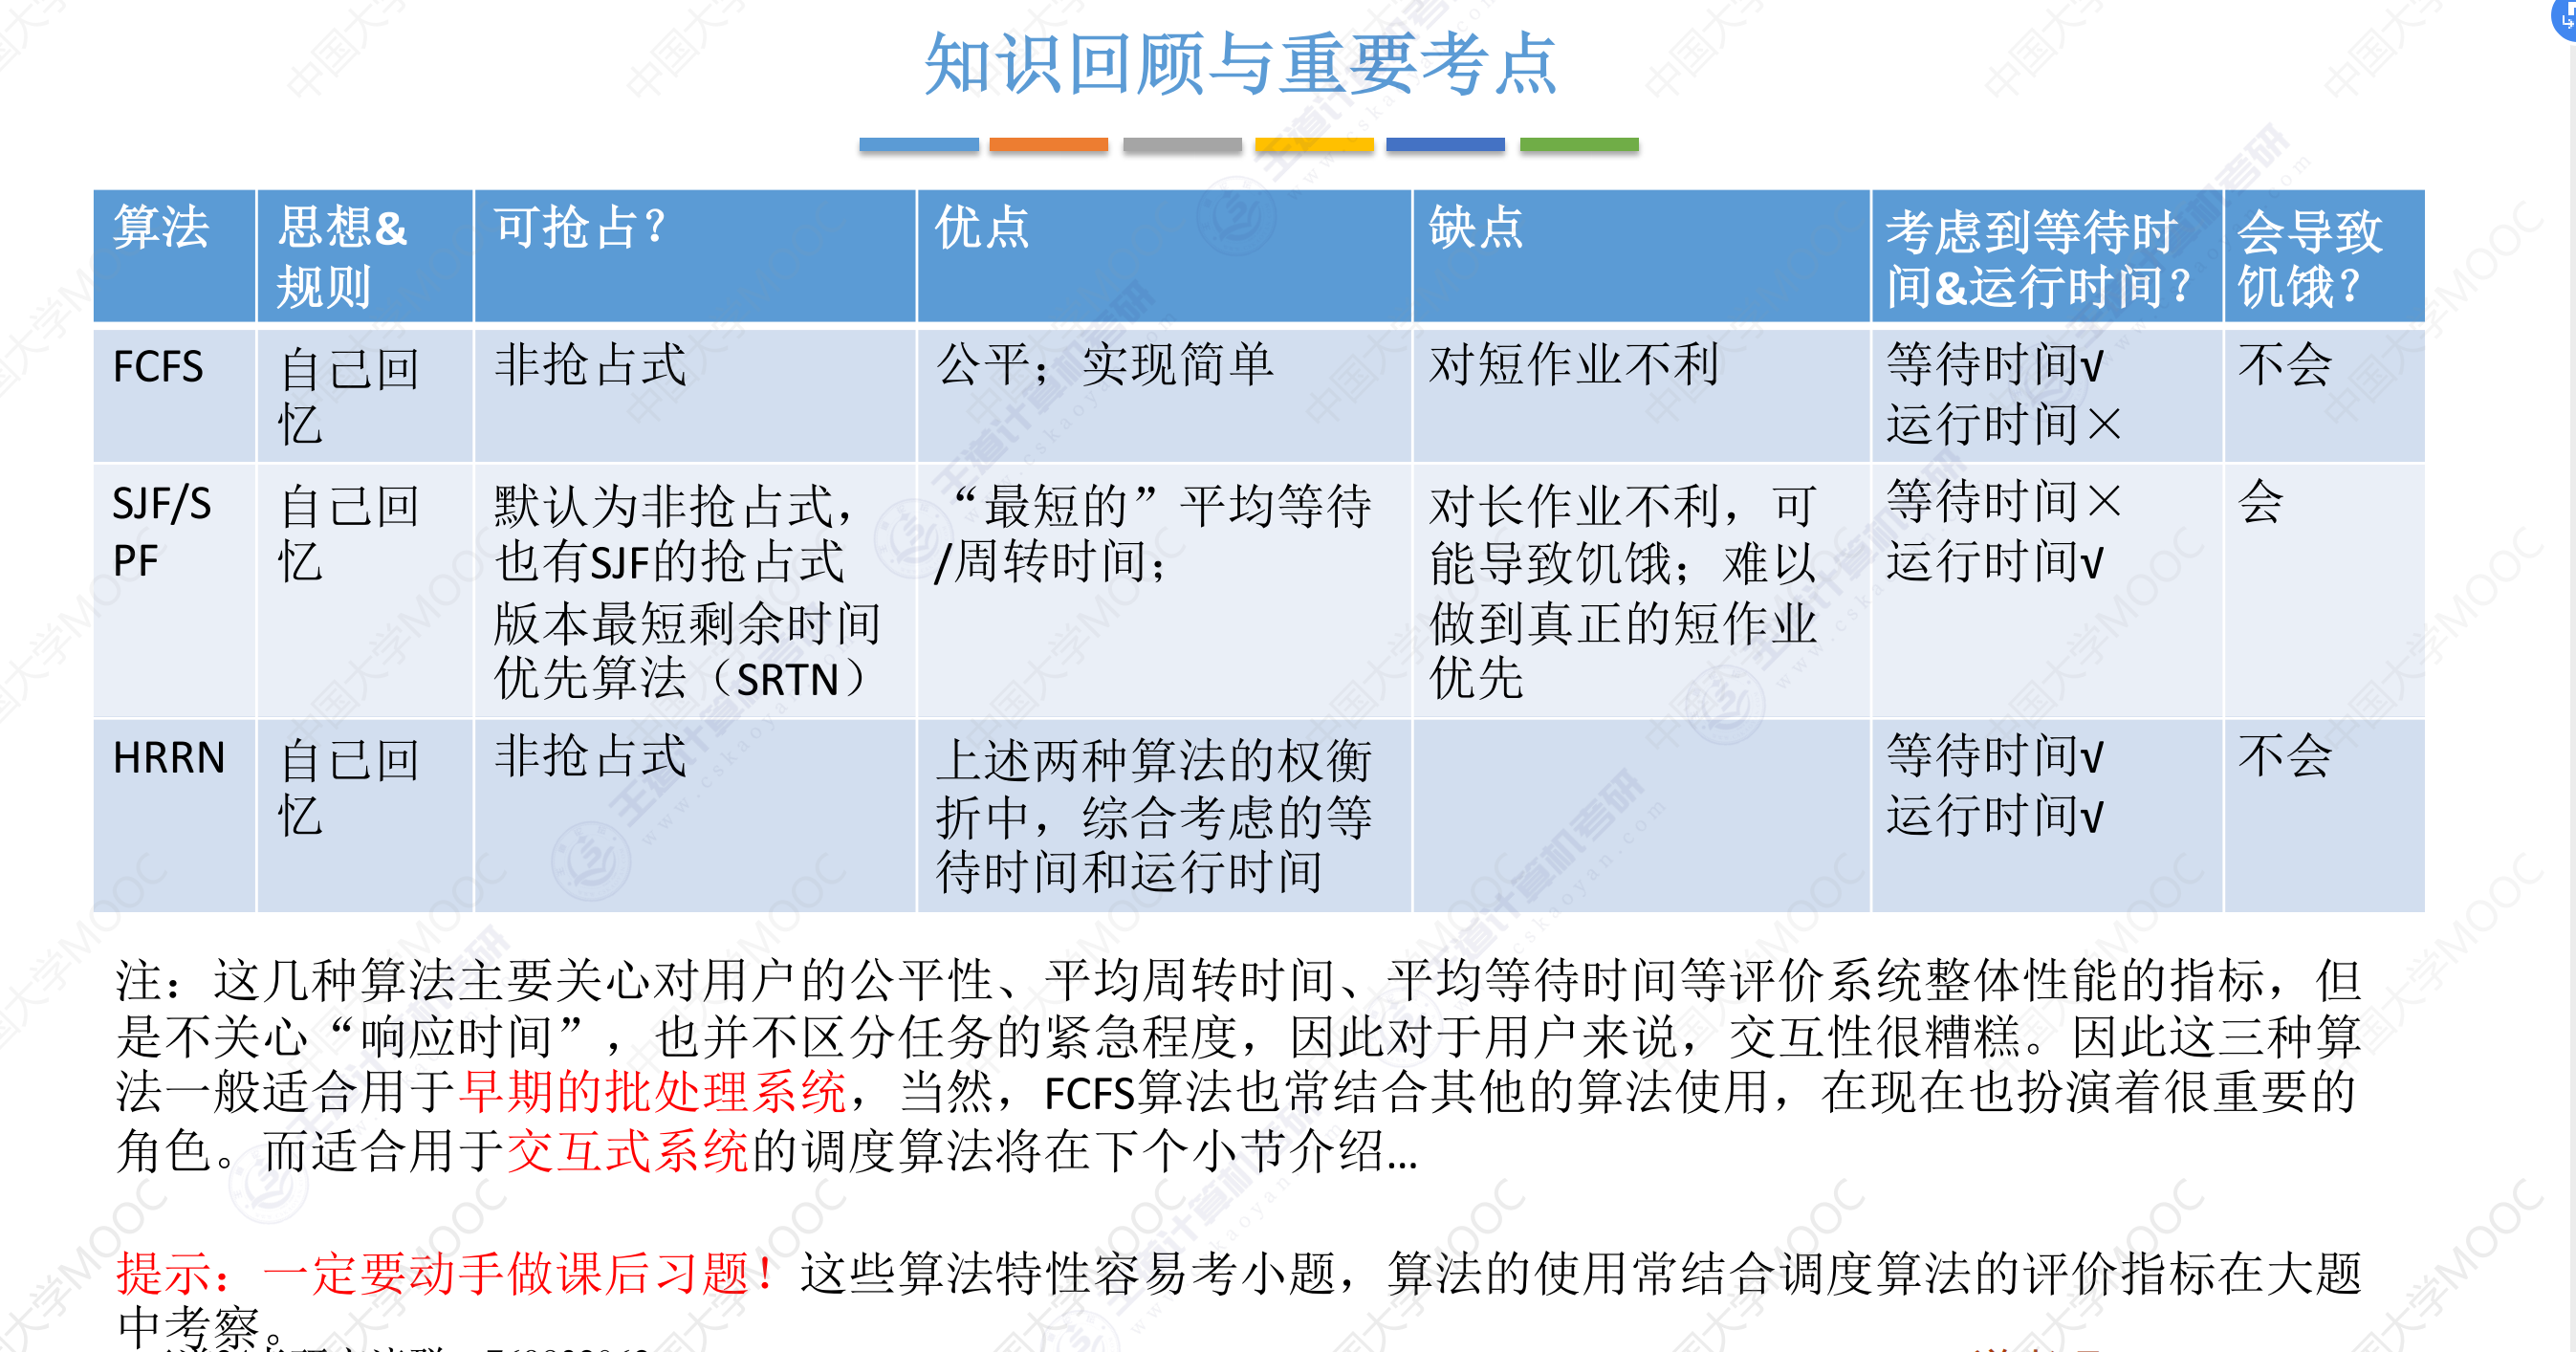 知识回顾与重要考点
算法
思想&
规则
可抢占？
优点
缺点
考虑到等待时
间&运行时间？
会导致
饥饿？
FCFS
自己回
忆
非抢占式
公平；实现简单
对短作业不利
等待时间√
运行时间×
不会
SJF/S
PF
自己回
忆
默认为非抢占式，
也有SJF的抢占式
版本最短剩余时间
优先算法（SRTN）
“最短的”平均等待
/周转时间；
对长作业不利，可
能导致饥饿；难以
做到真正的短作业
优先
等待时间×
运行时间√
会
HRRN
自己回
忆
非抢占式
上述两种算法的权衡
折中，综合考虑的等
待时间和运行时间
等待时间√
运行时间√
不会
注：这几种算法主要关心对用户的公平性、平均周转时间、平均等待时间等评价系统整体性能的指标，但
是不关心“响应时间”，也并不区分任务的紧急程度，因此对于用户来说，交互性很糟糕。因此这三种算
法一般适合用于早期的批处理系统，当然，FCFS算法也常结合其他的算法使用，在现在也扮演着很重要的
角色。而适合用于交互式系统的调度算法将在下个小节介绍…
提示：一定要动手做课后习题！这些算法特性容易考小题，算法的使用常结合调度算法的评价指标在大题
中考察。